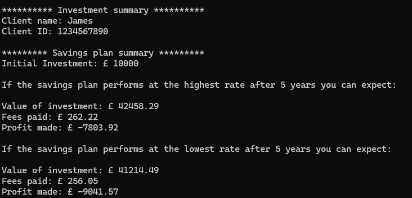 ********** Investment summary **********
Client name: James
Client ID: 1234567890
********* Savings plan summary *********
Initial Investment: £ 10000
If the savings plan performs at the highest rate after 5 years you can expect:
Value of investment: £ 42458.29
Fees paid: £ 262.22
Profit made: £ -7803.92
If the savings plan performs at the lowest rate after 5 years you can expect:
Value of investment: £ 41214.49
Fees paid: £ 256.05
Profit made: £ -9041.57